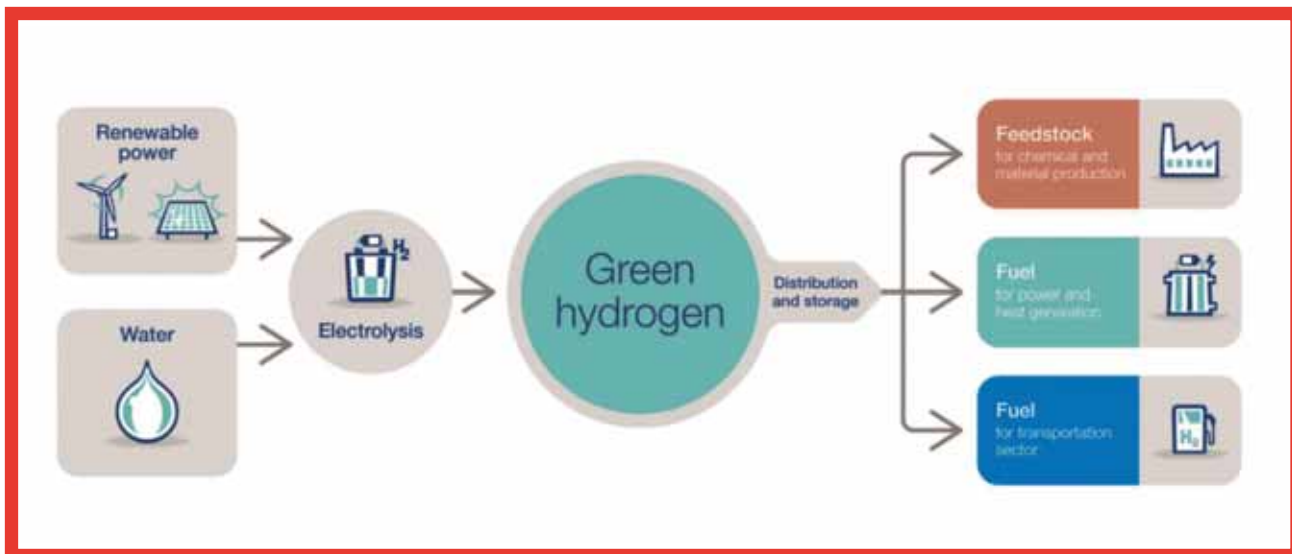 Renewable
power
Water
H2
Electrolysis
Green
hydrogen
Distribution
and storage
Feedstock
for chemical and
material production
Fuel
for power and
heat generation
Fuel
for transportation
sector
H2